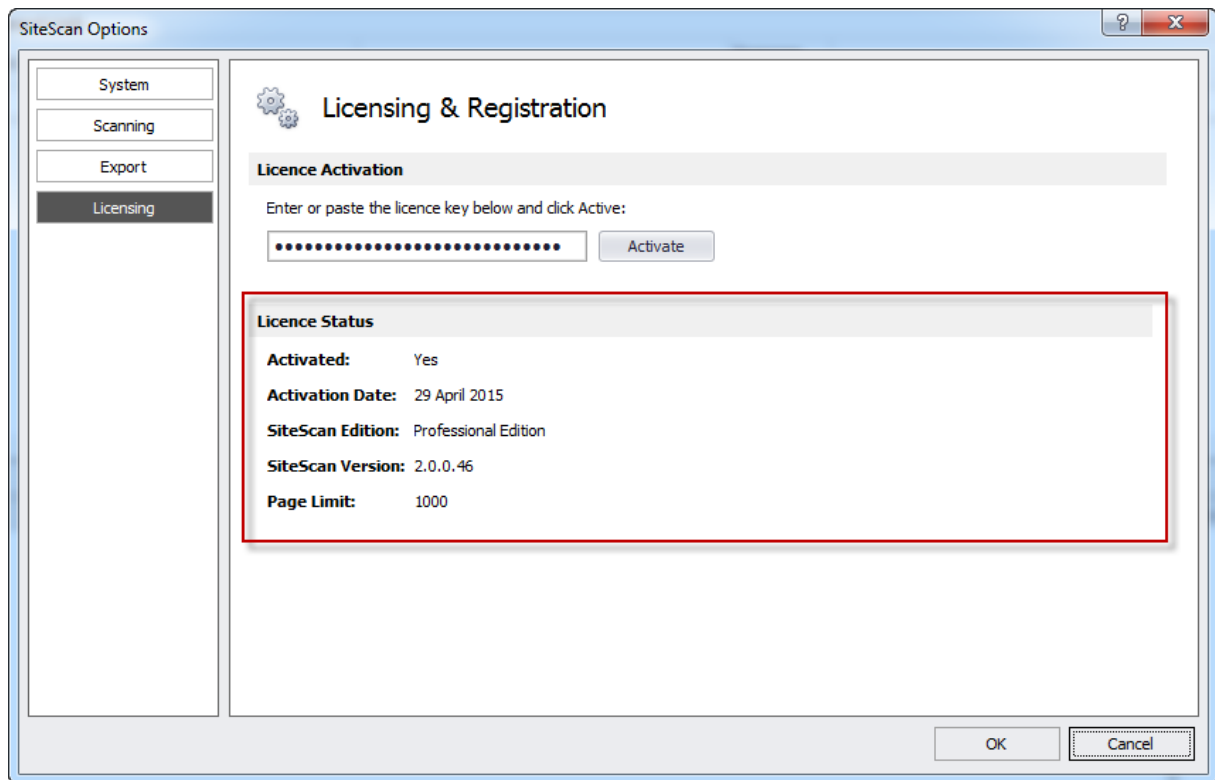 SiteScan Options
System
Scanning
Export
Licensing
Licensing & Registration
Licence Activation
Enter or paste the licence key below and click Active:
•••••••••••••••••••••••••••••
Activate
Licence Status
Activated: Yes
Activation Date: 29 April 2015
SiteScan Edition: Professional Edition
SiteScan Version: 2.0.0.46
Page Limit: 1000
OK
Cancel